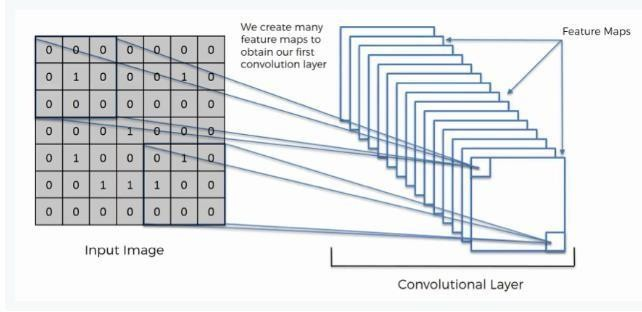 We create many
feature maps to
obtain our first
convolution layer
Feature Maps
0 0 0 0 0 0 0
0 1 0 0 0 1 0
0 0 0 0 0 0 0
0 0 0 1 0 0 0
0 1 0 0 0 1 0
0 0 1 1 1 0 0
0 0 0 0 0 0 0
Input Image
Convolutional Layer